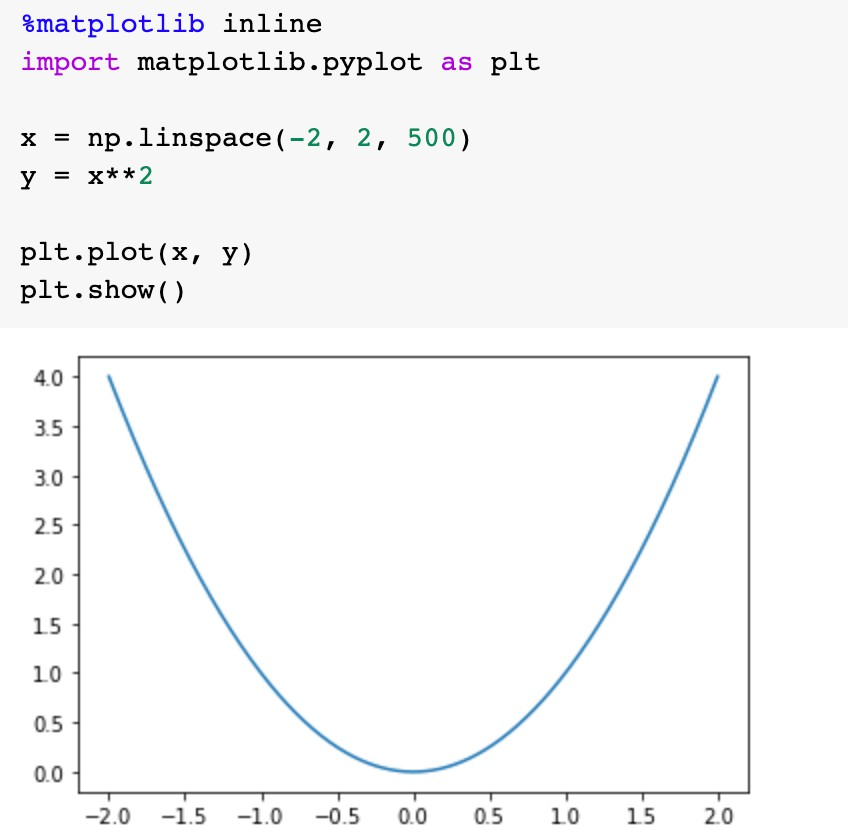 %matplotlib inline
import matplotlib.pyplot as plt
x = np.linspace(-2, 2, 500)
y = x**2
plt.plot(x, y)
plt.show()
4.0
3.5
3.0
2.5
2.0
1.5
1.0
0.5
0.0
−2.0 −1.5 −1.0 −0.5 0.0 0.5 1.0 1.5 2.0